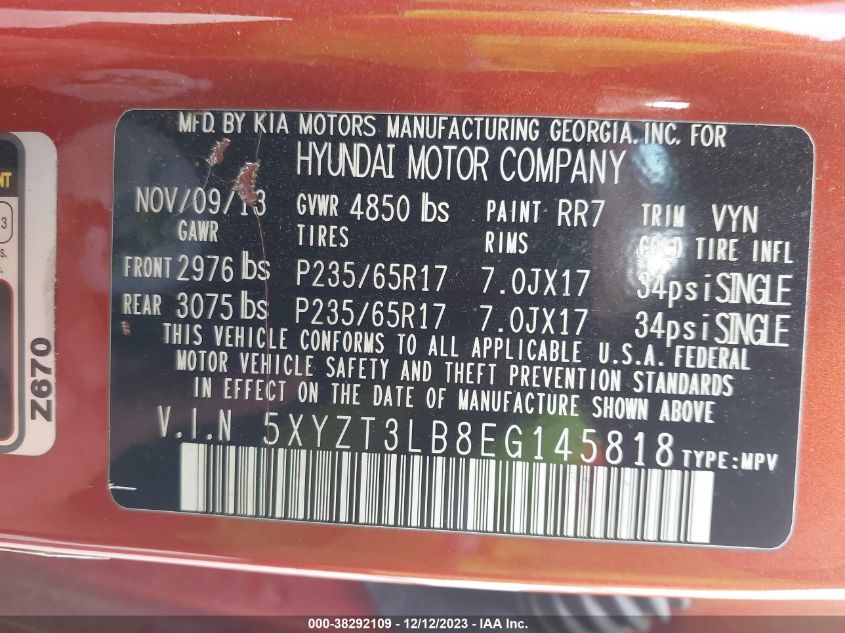 MFD. BY KIA MOTORS MANUFACTURING GEORGIA, INC. FOR
HYUNDAI MOTOR COMPANY
NOV/09/13 GVWR 4850 lbs PAINT RR7 TRIM VYN
GAWR TIRES RIMS COLD TIRE INFL
FRONT 2976 lbs P235/65R17 7.0JX17 34psi SINGLE
REAR 3075 lbs P235/65R17 7.0JX17 34psi SINGLE
THIS VEHICLE CONFORMS TO ALL APPLICABLE U.S.A. FEDERAL
MOTOR VEHICLE SAFETY AND THEFT PREVENTION STANDARDS
IN EFFECT ON THE DATE OF MANUFACTURE SHOWN ABOVE
V.I.N 5XYZT3LB8EG145818 TYPE:MPV
Z670
000-38292109 - 12/12/2023 - IAA Inc.